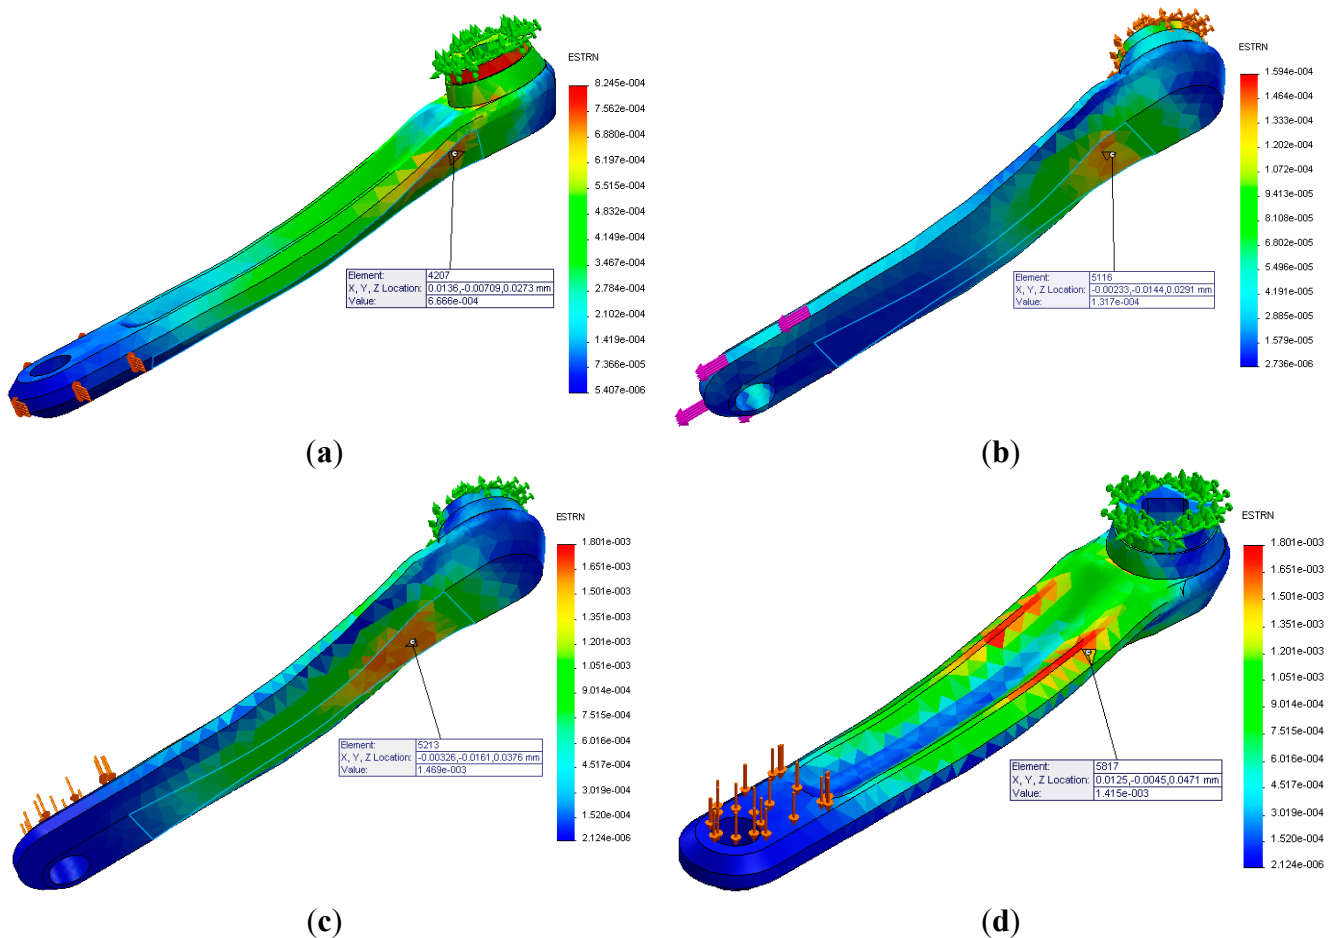 ESTRN
8.245e-004
7.562e-004
6.880e-004
6.197e-004
5.515e-004
4.832e-004
4.149e-004
3.467e-004
2.784e-004
2.102e-004
1.419e-004
7.366e-005
5.407e-006
Element: 4207
X, Y, Z Location: 0.0136,-0.00709,0.0273 mm
Value: 6.666e-004
(a)
ESTRN
1.594e-004
1.464e-004
1.333e-004
1.202e-004
1.072e-004
9.413e-005
8.108e-005
6.802e-005
5.496e-005
4.191e-005
2.885e-005
1.579e-005
2.736e-006
Element: 5116
X, Y, Z Location: -0.00233,-0.0144,0.0291 mm
Value: 1.317e-004
(b)
ESTRN
1.801e-003
1.651e-003
1.501e-003
1.351e-003
1.201e-003
1.051e-003
9.014e-004
7.515e-004
6.016e-004
4.517e-004
3.019e-004
1.520e-004
2.124e-006
Element: 5213
X, Y, Z Location: -0.00326,-0.0161,0.0376 mm
Value: 1.469e-003
(c)
ESTRN
1.801e-003
1.651e-003
1.501e-003
1.351e-003
1.201e-003
1.051e-003
9.014e-004
7.515e-004
6.016e-004
4.517e-004
3.019e-004
1.520e-004
2.124e-006
Element: 5817
X, Y, Z Location: 0.0125,-0.0045,0.0471 mm
Value: 1.415e-003
(d)